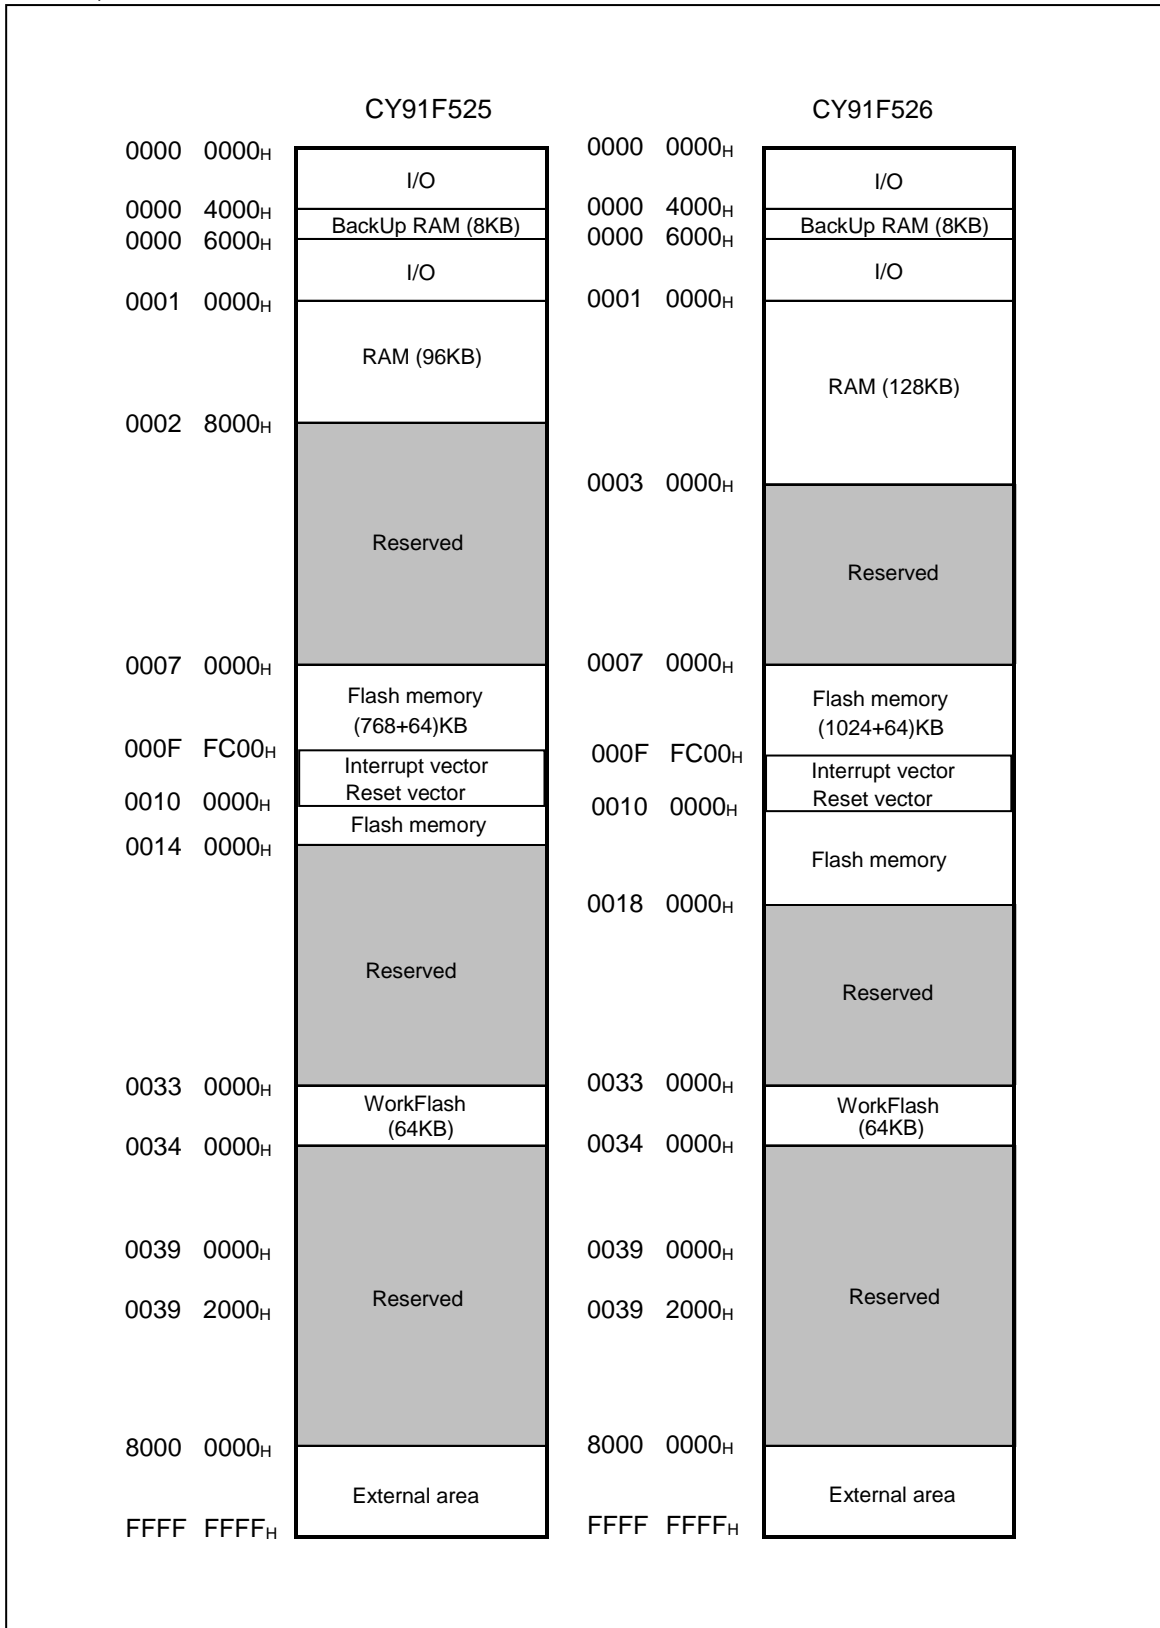 CY91F525
0000 0000H
I/O
0000 4000H
BackUp RAM (8KB)
0000 6000H
I/O
0001 0000H
RAM (96KB)
0002 8000H
Reserved
0007 0000H
Flash memory
(768+64)KB
000F FC00H
Interrupt vector
Reset vector
0010 0000H
Flash memory
0014 0000H
Reserved
0033 0000H
WorkFlash
(64KB)
0034 0000H
0039 0000H
Reserved
0039 2000H
8000 0000H
External area
FFFF FFFFH
CY91F526
0000 0000H
I/O
0000 4000H
BackUp RAM (8KB)
0000 6000H
I/O
0001 0000H
RAM (128KB)
0003 0000H
Reserved
0007 0000H
Flash memory
(1024+64)KB
000F FC00H
Interrupt vector
Reset vector
0010 0000H
Flash memory
0018 0000H
Reserved
0033 0000H
WorkFlash
(64KB)
0034 0000H
0039 0000H
Reserved
0039 2000H
8000 0000H
External area
FFFF FFFFH